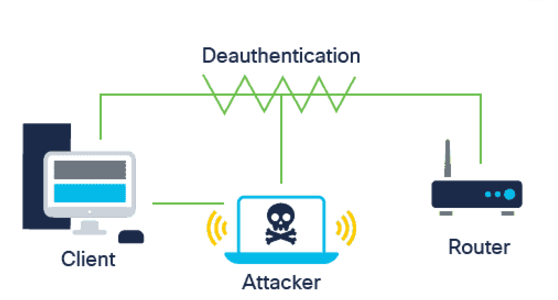 Deauthentication
Client
Attacker
Router